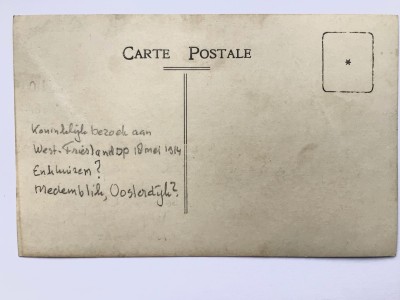 CARTE POSTALE
*
Koninklijk bezoek aan
West-Friesland op 18 mei 1914
Enkhuizen?
Medemblik, Oosterdijk?